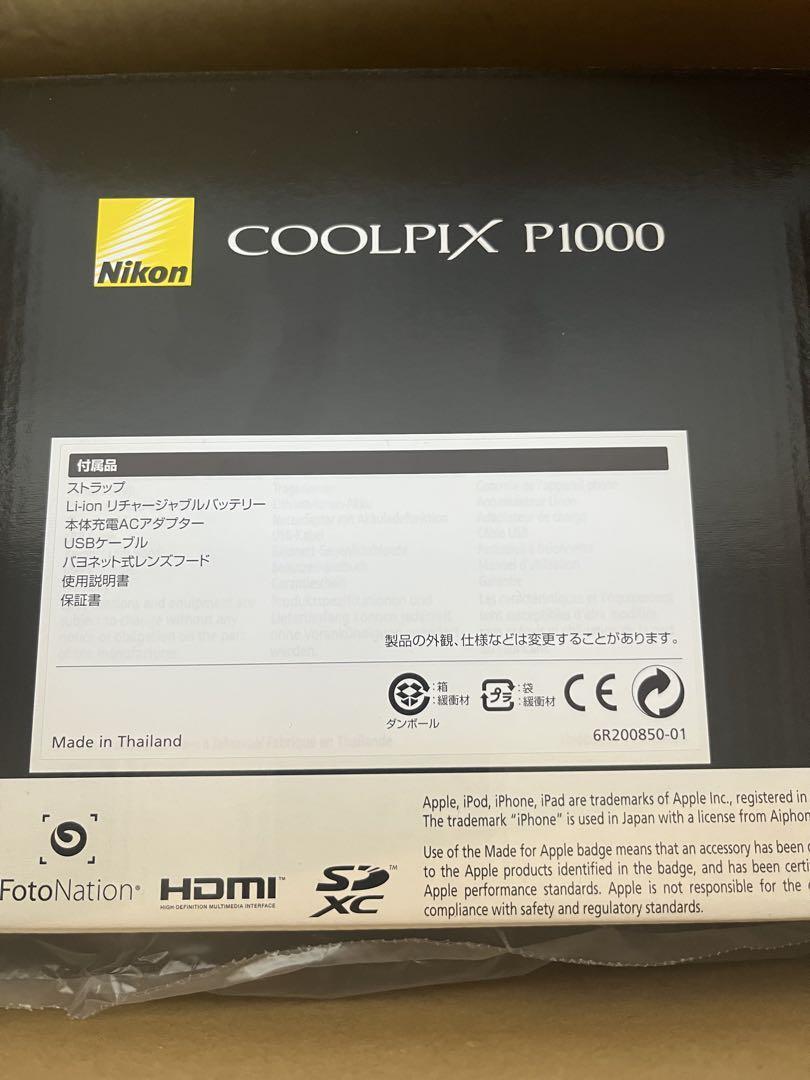 Nikon
COOLPIX P1000
付属品
ストラップ
Li-ion リチャージャブルバッテリー
本体充電ACアダプター
USBケーブル
バヨネット式レンズフード
使用説明書
保証書
製品の外観、仕様などは変更することがあります。
:箱
:緩衝材
ダンボール
プラ
:袋
:緩衝材
CE
Made in Thailand
6R200850-01
FotoNation
HDMI™
HIGH-DEFINITION MULTIMEDIA INTERFACE
SD™
XC
Apple, iPod, iPhone, iPad are trademarks of Apple Inc., registered in
The trademark “iPhone” is used in Japan with a license from Aiphon
Use of the Made for Apple badge means that an accessory has been
to the Apple products identified in the badge, and has been certi
Apple performance standards. Apple is not responsible for the
compliance with safety and regulatory standards.